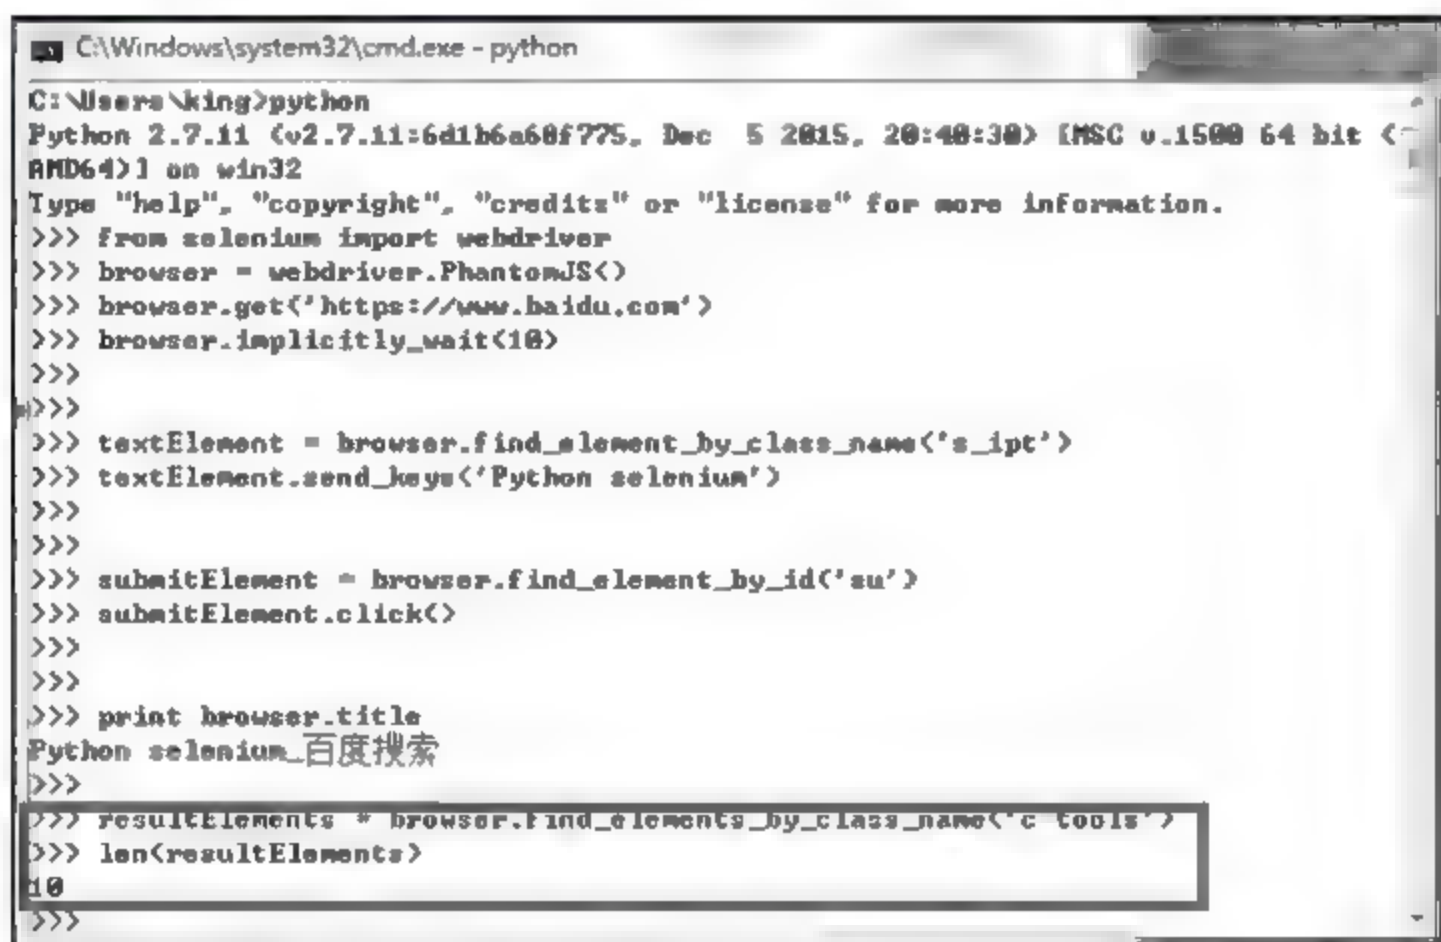 C:\Windows\system32\cmd.exe - python
C:\Users\king>python
Python 2.7.11 (v2.7.11:6d1b6a68f775, Dec  5 2015, 20:40:30) [MSC v.1500 64 bit (
AMD64)] on win32
Type "help", "copyright", "credits" or "license" for more information.
>>> from selenium import webdriver
>>> browser = webdriver.PhantomJS()
>>> browser.get('https://www.baidu.com')
>>> browser.implicitly_wait(10)
>>>
>>>
>>> textElement = browser.find_element_by_class_name('s_ipt')
>>> textElement.send_keys('Python selenium')
>>>
>>>
>>> submitElement = browser.find_element_by_id('su')
>>> submitElement.click()
>>>
>>>
>>> print browser.title
Python selenium_百度搜索
>>>
>>> resultElements = browser.find_elements_by_class_name('c tools')
>>> len(resultElements)
10
>>>